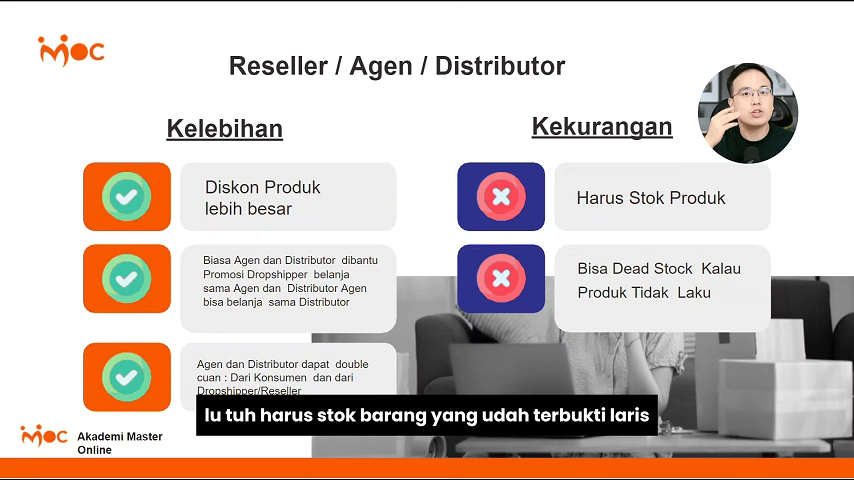 MOC
Reseller / Agen / Distributor
Kelebihan
Kekurangan
Diskon Produk
lebih besar
Harus Stok Produk
Biasa Agen dan Distributor dibantu
Promosi Dropshipper belanja
sama Agen dan Distributor Agen
bisa belanja sama Distributor
Bisa Dead Stock Kalau
Produk Tidak Laku
Agen dan Distributor dapat double
cuan : Dari Konsumen dan dari
Dropshipper/Reseller
lu tuh harus stok barang yang udah terbukti laris
MOC
Akademi Master
Online